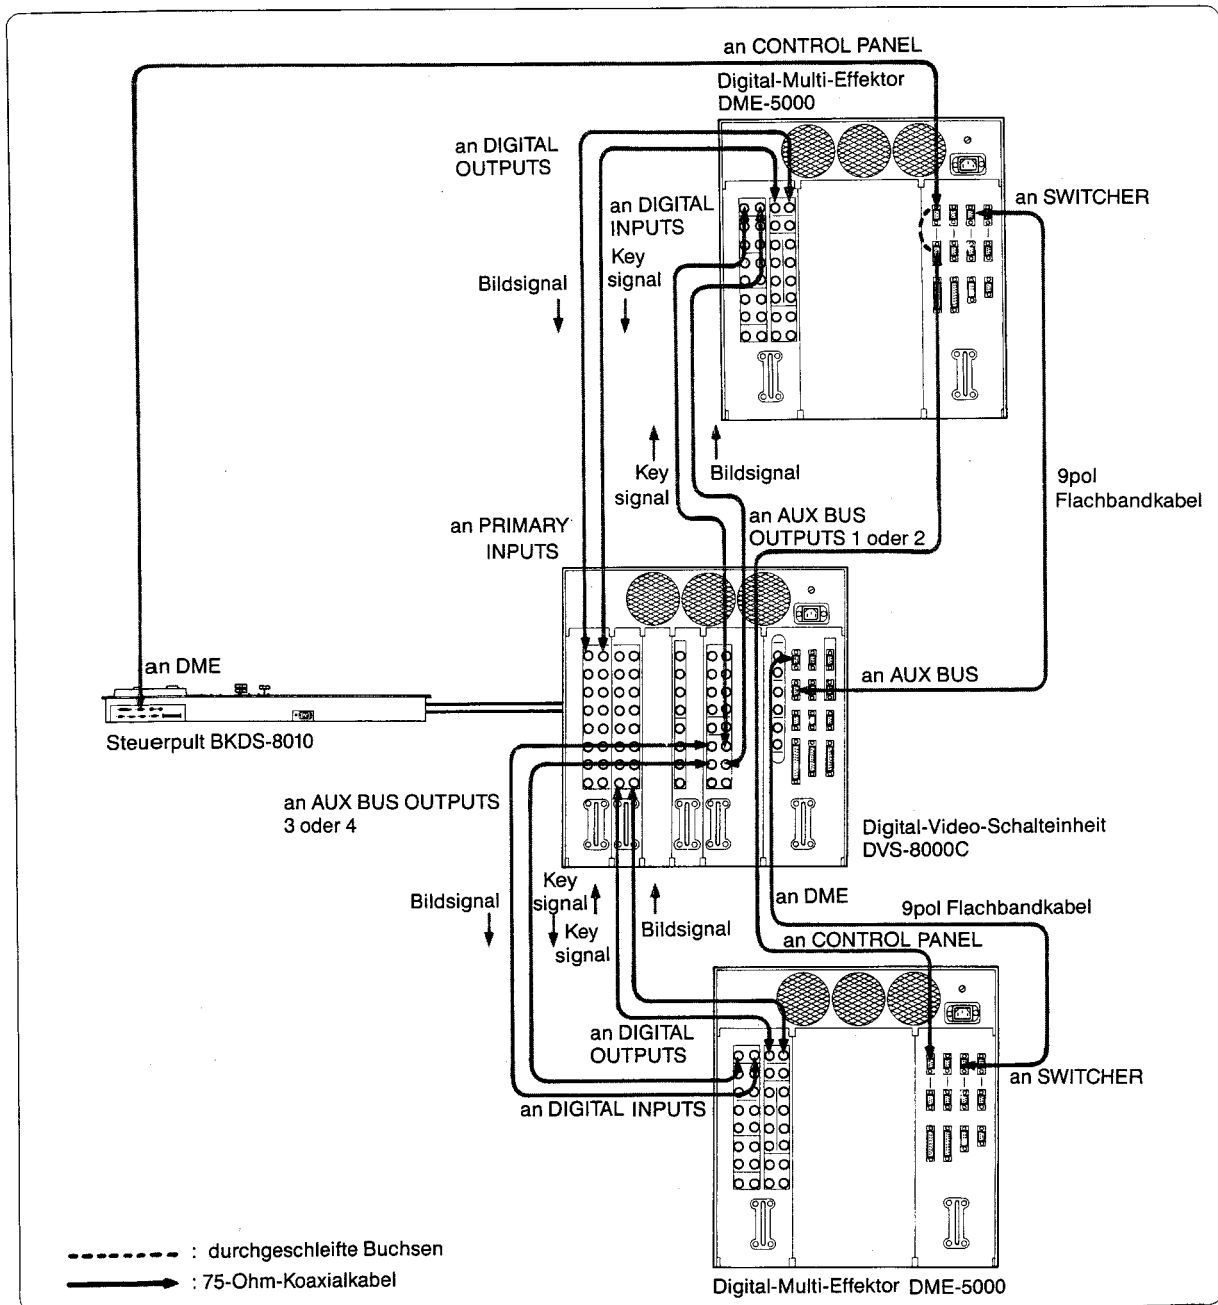 an CONTROL PANEL
Digital-Multi-Effektor
DME-5000
an DIGITAL
OUTPUTS
an DIGITAL
INPUTS
an SWITCHER
Bildsignal
Key
signal
Key
signal
Bildsignal
9pol
Flachbandkabel
an PRIMARY
INPUTS
an AUX BUS
OUTPUTS 1 oder 2
an DME
an AUX BUS
Steuerpult BKDS-8010
an AUX BUS OUTPUTS
3 oder 4
Digital-Video-Schalteinheit
DVS-8000C
Bildsignal
Key
signal
Key
signal
Bildsignal
an DME
9pol Flachbandkabel
an CONTROL PANEL
an DIGITAL
OUTPUTS
an SWITCHER
an DIGITAL INPUTS
: durchgeschleifte Buchsen
: 75-Ohm-Koaxialkabel
Digital-Multi-Effektor DME-5000